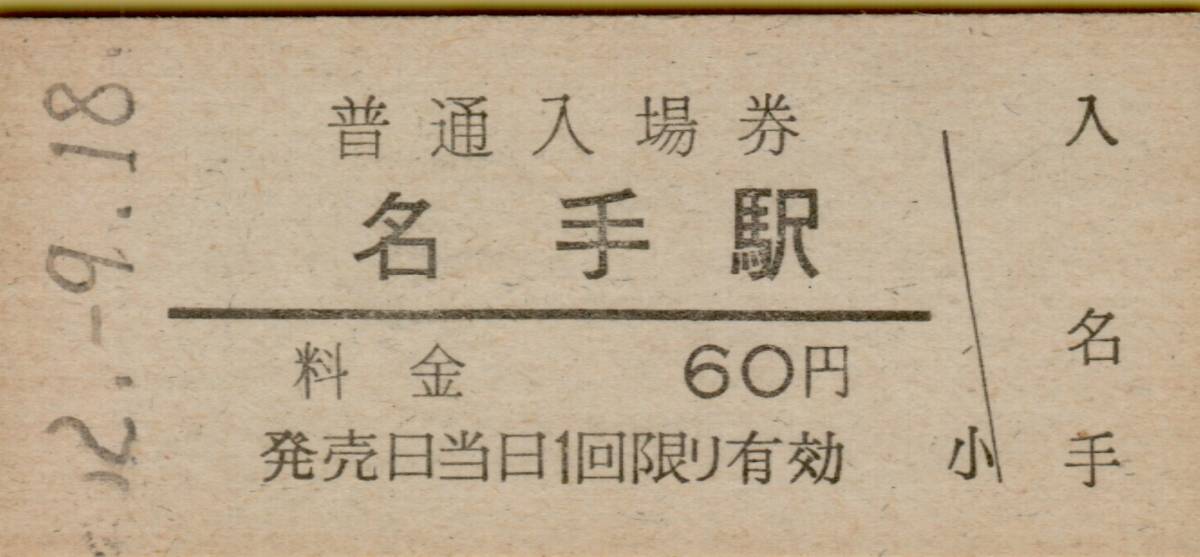 普通入場券
名手駅
料金 60円
発売日当日1回限り有効
小
入
名
手
2.-9.18.